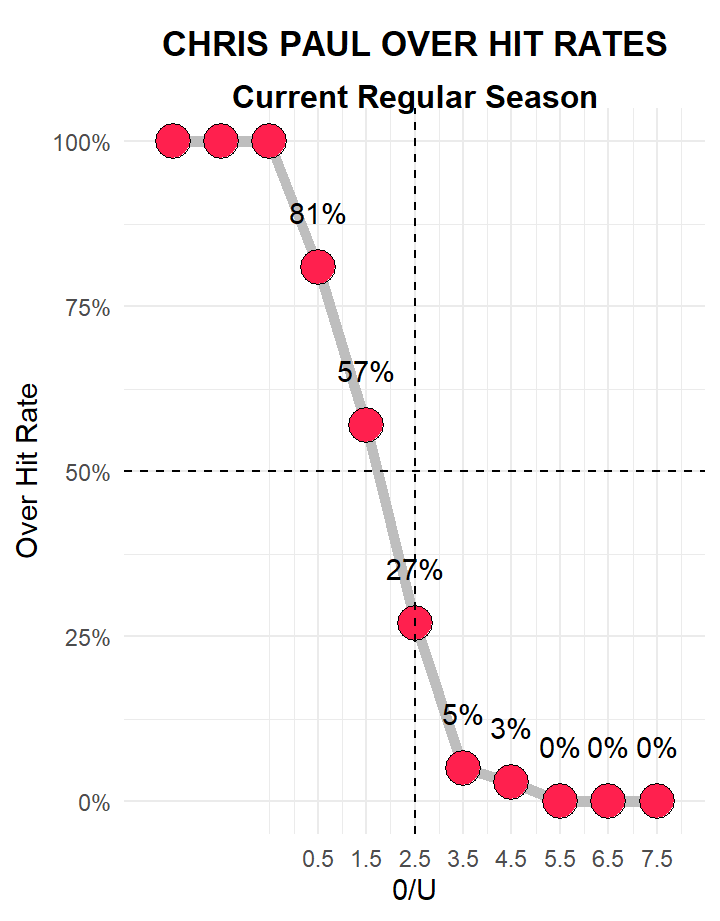 CHRIS PAUL OVER HIT RATES
Current Regular Season
100%
81%
75%
57%
50%
Over Hit Rate
27%
25%
5%
3%
0% 0% 0%
0%
0.5 1.5 2.5 3.5 4.5 5.5 6.5 7.5
0/U